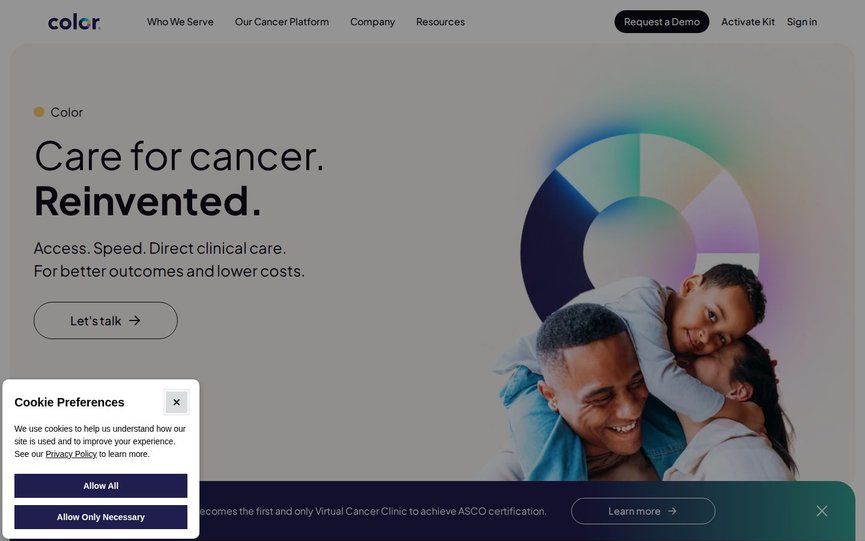 color.
Who We Serve
Our Cancer Platform
Company
Resources
Request a Demo
Activate Kit
Sign in
Color
Care for cancer.
Reinvented.
Access. Speed. Direct clinical care.
For better outcomes and lower costs.
Let's talk →
Cookie Preferences
×
We use cookies to help us understand how our
site is used and to improve your experience.
See our Privacy Policy to learn more.
Allow All
Allow Only Necessary
becomes the first and only Virtual Cancer Clinic to achieve ASCO certification.
Learn more →